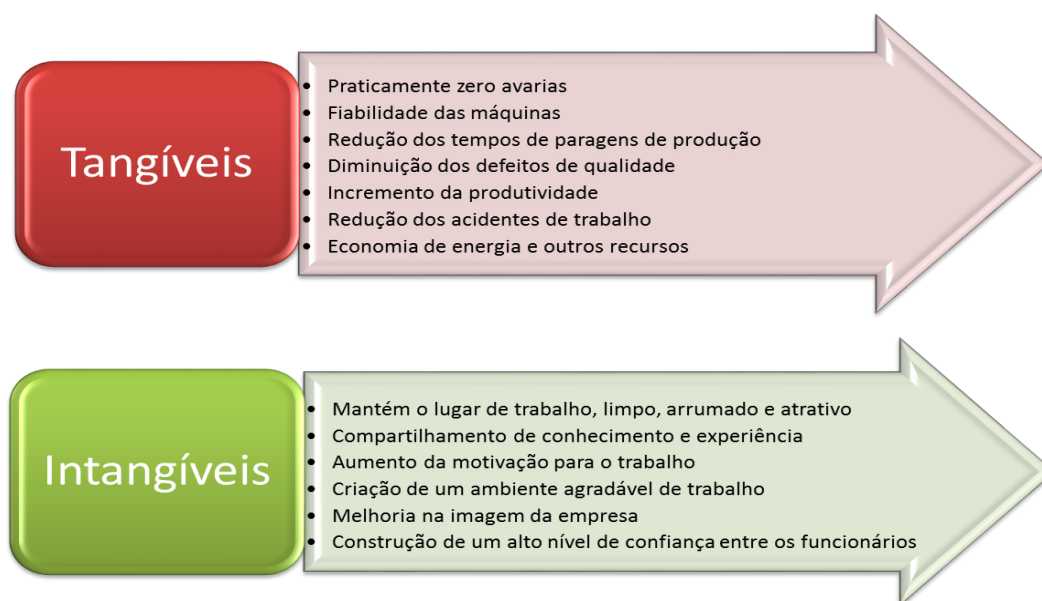 Tangíveis
• Praticamente zero avarias
• Fiabilidade das máquinas
• Redução dos tempos de paragens de produção
• Diminuição dos defeitos de qualidade
• Incremento da produtividade
• Redução dos acidentes de trabalho
• Economia de energia e outros recursos
Intangíveis
• Mantém o lugar de trabalho, limpo, arrumado e atrativo
• Compartilhamento de conhecimento e experiência
• Aumento da motivação para o trabalho
• Criação de um ambiente agradável de trabalho
• Melhoria na imagem da empresa
• Construção de um alto nível de confiança entre os funcionários